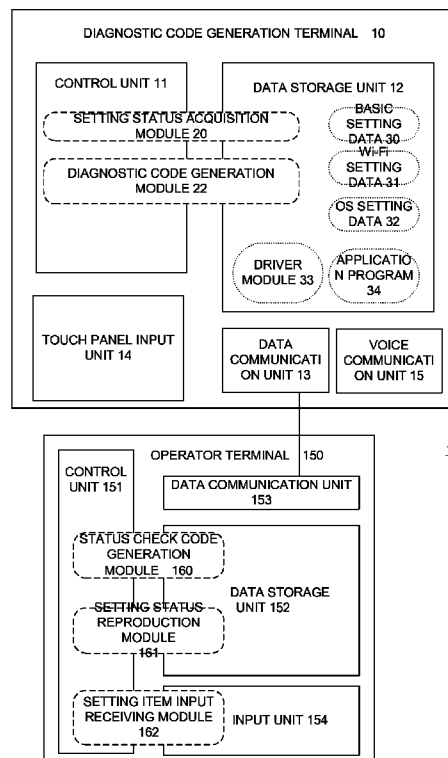 DIAGNOSTIC CODE GENERATION TERMINAL 10
CONTROL UNIT 11
DATA STORAGE UNIT 12
SETTING STATUS ACQUISITION
MODULE 20
DIAGNOSTIC CODE GENERATION
MODULE 22
BASIC
SETTING
DATA 30
Wi-Fi
SETTING
DATA 31
OS SETTING
DATA 32
DRIVER
MODULE 33
APPLICATIO
N PROGRAM
34
TOUCH PANEL INPUT
UNIT 14
DATA
COMMUNICATI
ON UNIT 13
VOICE
COMMUNICATI
ON UNIT 15
OPERATOR TERMINAL 150
CONTROL
UNIT 151
DATA COMMUNICATION UNIT
153
STATUS CHECK CODE
GENERATION
MODULE 160
DATA STORAGE
UNIT 152
SETTING STATUS
REPRODUCTION
MODULE
161
SETTING ITEM INPUT
RECEIVING MODULE
162
INPUT UNIT 154